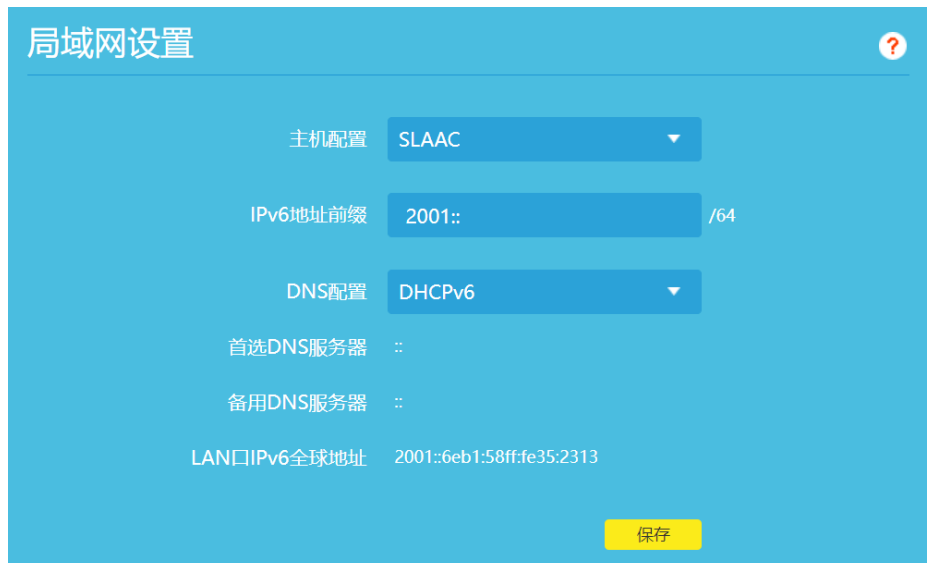 局域网设置
?
主机配置 SLAAC
IPv6地址前缀 2001:: /64
DNS配置 DHCPv6
首选DNS服务器 ::
备用DNS服务器 ::
LAN口IPv6全球地址 2001::6eb1:58ff:fe35:2313
保存